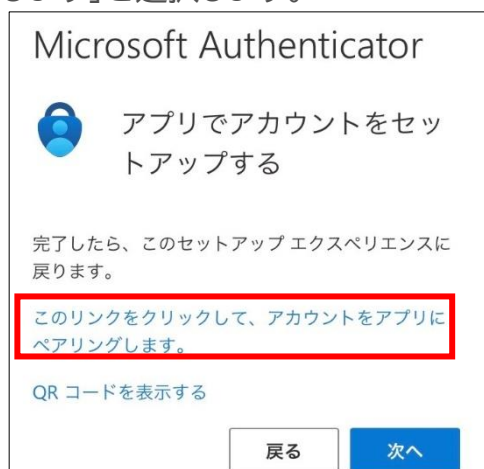 します」を選択します。
Microsoft Authenticator
アプリでアカウントをセッ
トアップする
完了したら、このセットアップ エクスペリエンスに
戻ります。
このリンクをクリックして、アカウントをアプリに
ペアリングします。
QR コードを表示する
戻る
次へ